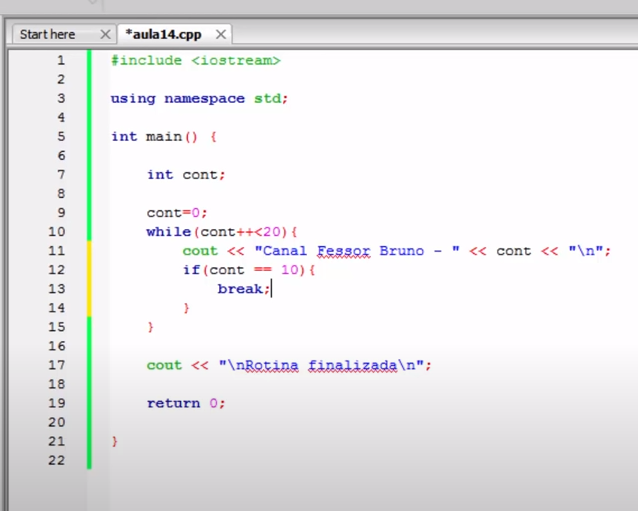 Start here
*aula14.cpp
1 #include <iostream>
2
3 using namespace std;
4
5 int main() {
6
7 int cont;
8
9 cont=0;
10 while(cont++<20){
11 cout << "Canal Fessor Bruno - " << cont << "\n";
12 if(cont == 10){
13 break;
14 }
15 }
16
17 cout << "\nRotina finalizada\n";
18
19 return 0;
20
21 }
22